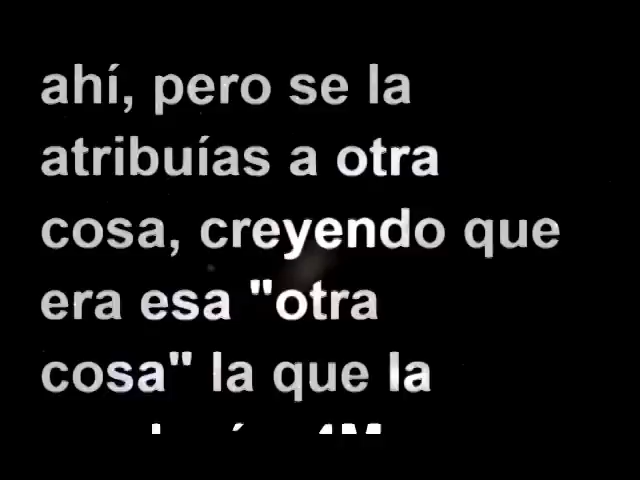 ahí, pero se la
atribuías a otra
cosa, creyendo que
era esa "otra
cosa" la que la